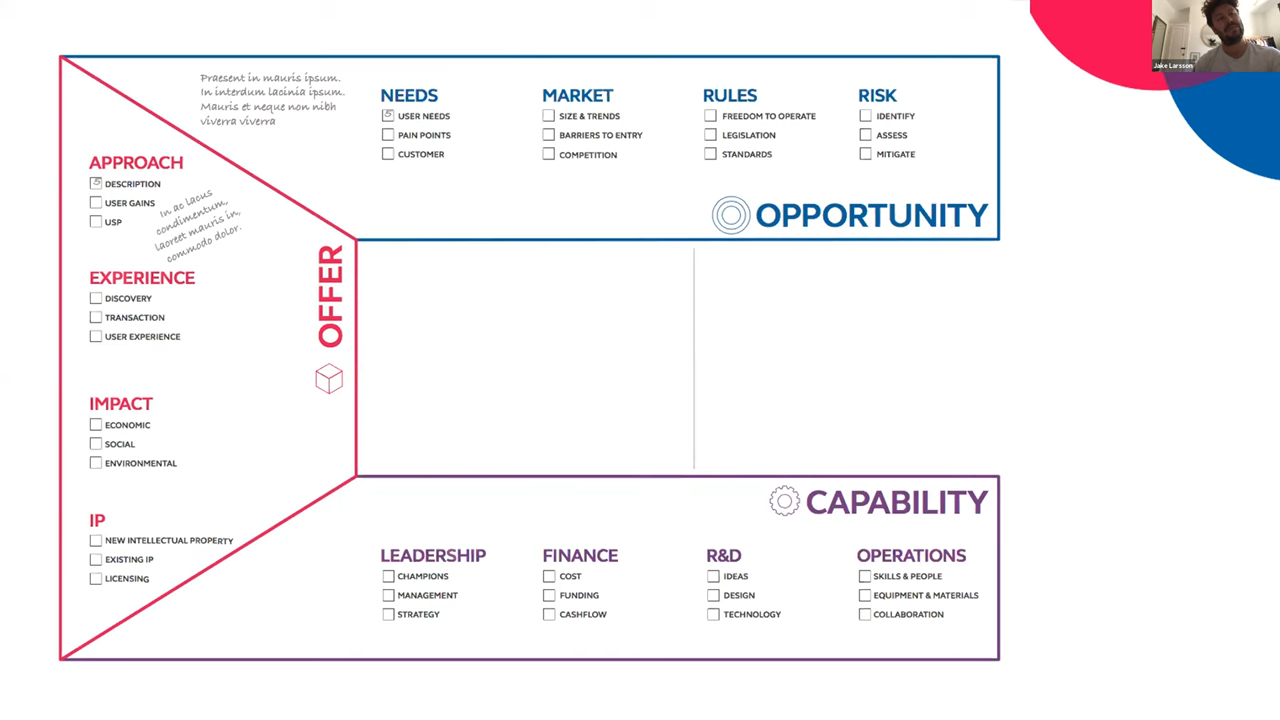 Jake Larsson
Praesent in mauris ipsum.
In interdum lacinia ipsum.
Mauris et neque non nibh
viverra viverra
NEEDS
5 USER NEEDS
PAIN POINTS
CUSTOMER
MARKET
SIZE & TRENDS
BARRIERS TO ENTRY
COMPETITION
RULES
FREEDOM TO OPERATE
LEGISLATION
STANDARDS
RISK
IDENTIFY
ASSESS
MITIGATE
OPPORTUNITY
APPROACH
5 DESCRIPTION
USER GAINS
USP
In ac lacus
condimentum,
laoreet mauris in,
commodo dolor.
EXPERIENCE
DISCOVERY
TRANSACTION
USER EXPERIENCE
IMPACT
ECONOMIC
SOCIAL
ENVIRONMENTAL
IP
NEW INTELLECTUAL PROPERTY
EXISTING IP
LICENSING
OFFER
CAPABILITY
LEADERSHIP
CHAMPIONS
MANAGEMENT
STRATEGY
FINANCE
COST
FUNDING
CASHFLOW
R&D
IDEAS
DESIGN
TECHNOLOGY
OPERATIONS
SKILLS & PEOPLE
EQUIPMENT & MATERIALS
COLLABORATION